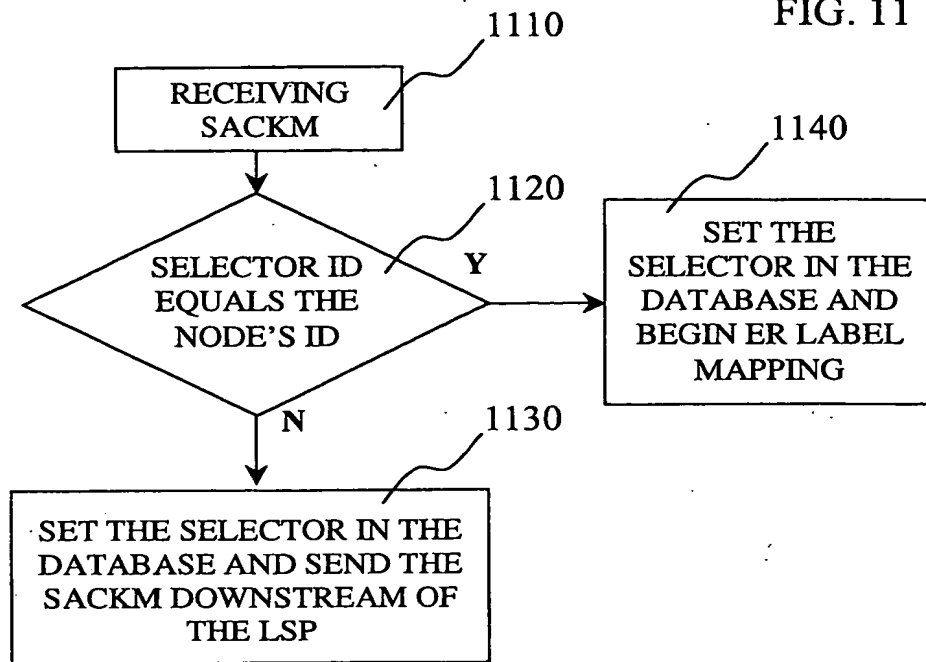 FIG. 11
1110
RECEIVING
SACKM
1120
SELECTOR ID
EQUALS THE
NODE'S ID
Y
1140
SET THE
SELECTOR IN THE
DATABASE AND
BEGIN ER LABEL
MAPPING
N
1130
SET THE SELECTOR IN THE
DATABASE AND SEND THE
SACKM DOWNSTREAM OF
THE LSP